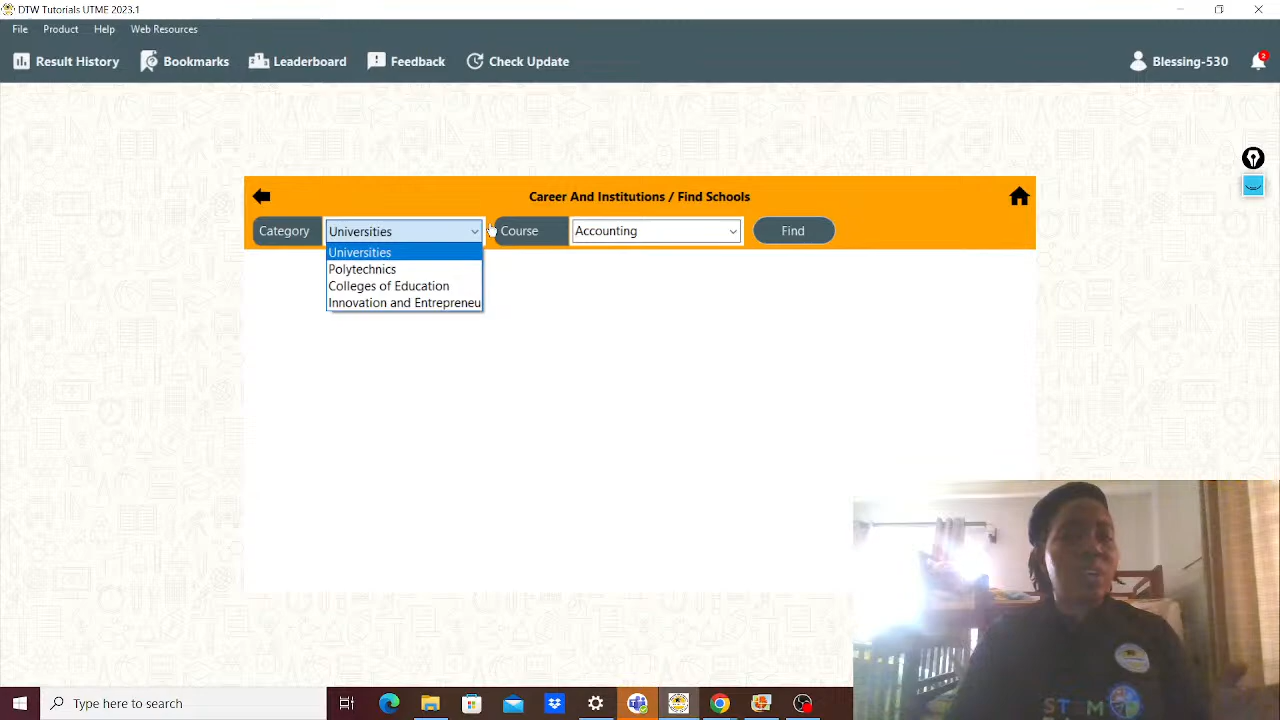 DTW Tutorials UTME 2023.1
File Product Help Web Resources
Result History Bookmarks Leaderboard Feedback Check Update Blessing-530 2
Career And Institutions / Find Schools
Category Universities Course Accounting Find
Universities
Polytechnics
Colleges of Education
Innovation and Entrepreneu
STEM
Type here to search